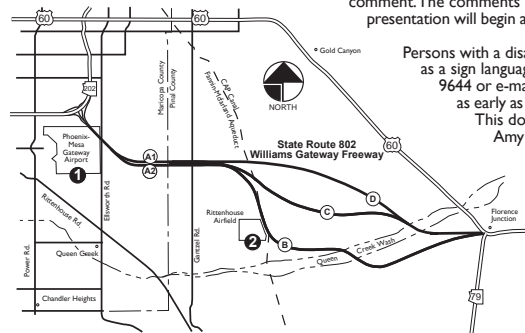 comment. The comments
presentation will begin a
Persons with a disa
as a sign languag
9644 or e-ma
as early as
This do
Amy
60
60
Gold Canyon
202
Maricopa County
Pinal County
CAP Canal
Fannin-McFarland Aqueduct
NORTH
60
Phoenix-
Mesa
Gateway
Airport
1
Ellsworth Rd.
State Route 802
Williams Gateway Freeway
A1
A2
D
C
Rittenhouse Rd.
Gantzel Rd.
Rittenhouse
Airfield
2
B
Florence
Junction
Power Rd.
Queen Creek
Queen Creek Wash
79
Chandler Heights